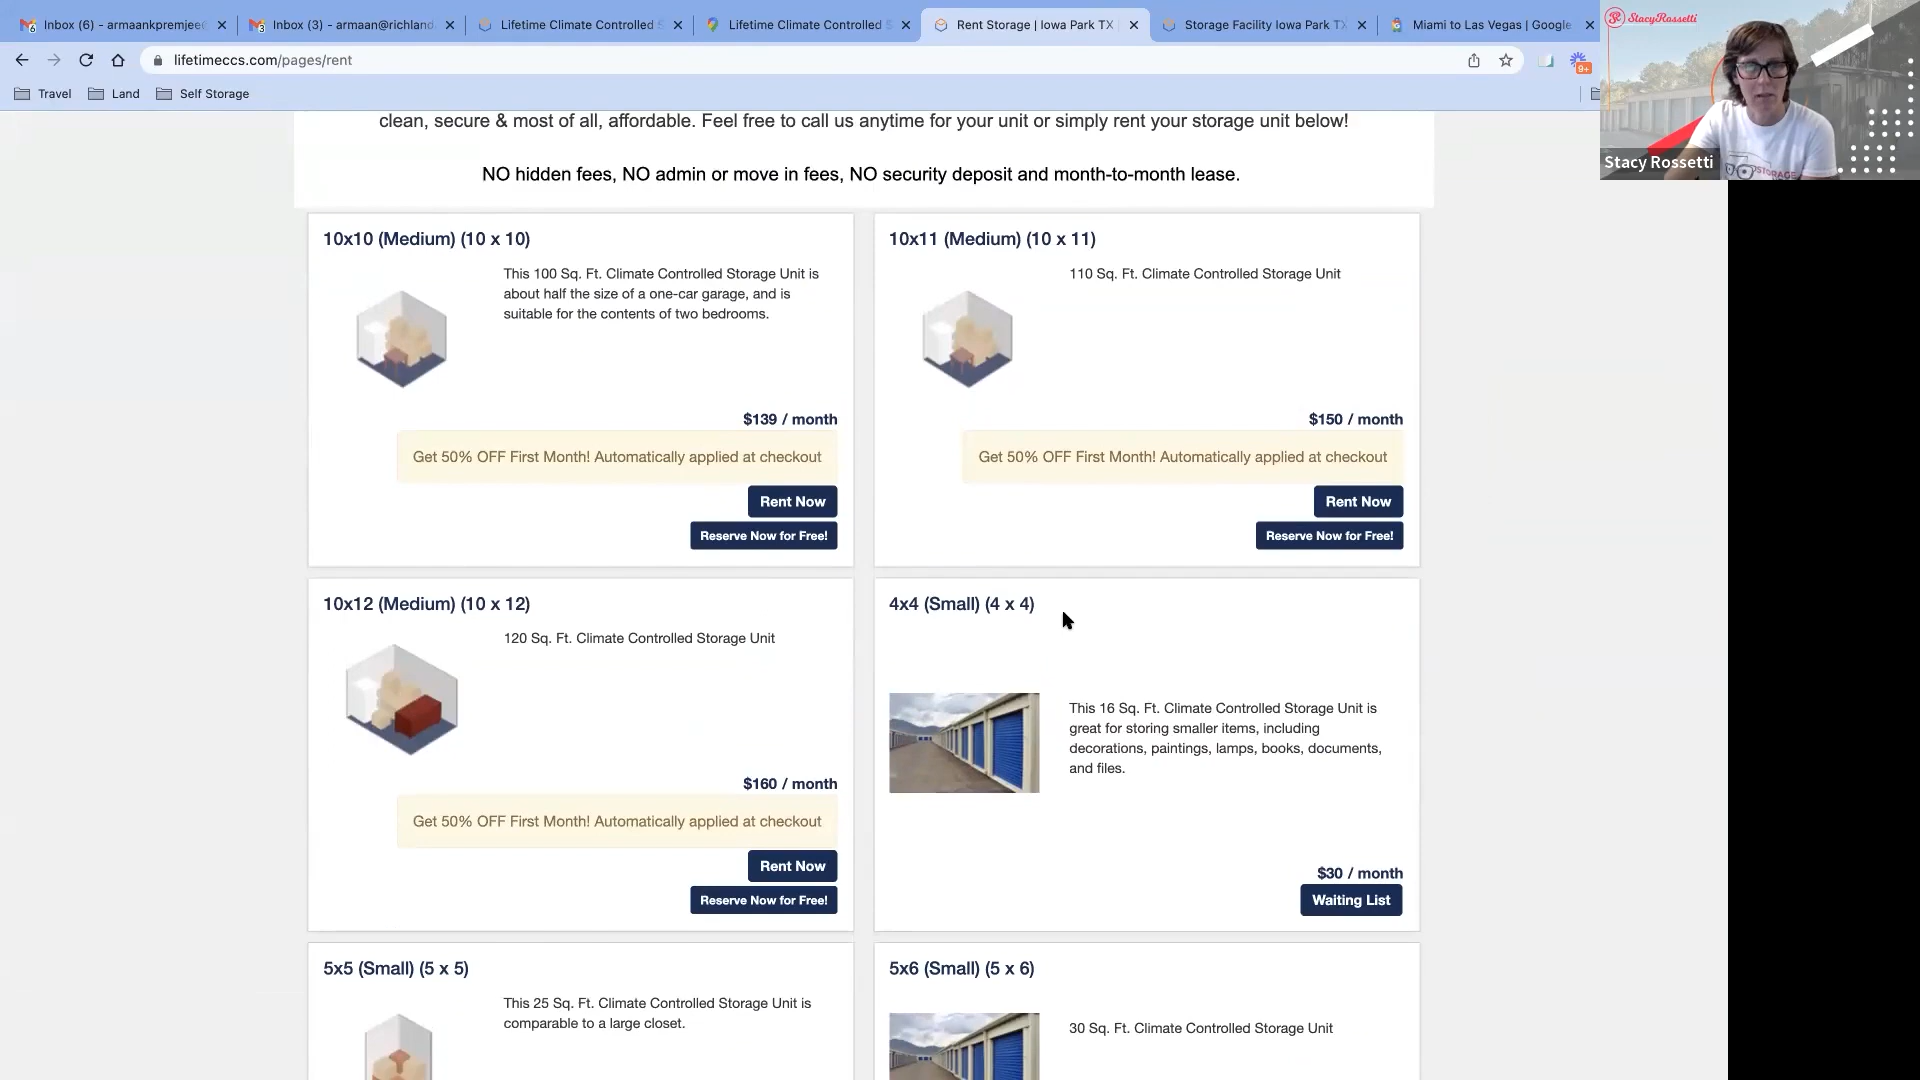 Inbox (6) - armaankpremjee
Inbox (3) - armaan@richland
Lifetime Climate Controlled S
Lifetime Climate Controlled S
Rent Storage | Iowa Park TX
Storage Facility Iowa Park TX
Miami to Las Vegas | Google
lifetimeccs.com/pages/rent
9+
Travel
Land
Self Storage
StacyRossetti
Stacy Rossetti
clean, secure & most of all, affordable. Feel free to call us anytime for your unit or simply rent your storage unit below!
NO hidden fees, NO admin or move in fees, NO security deposit and month-to-month lease.
10x10 (Medium) (10 x 10)
This 100 Sq. Ft. Climate Controlled Storage Unit is
about half the size of a one-car garage, and is
suitable for the contents of two bedrooms.
$139 / month
Get 50% OFF First Month! Automatically applied at checkout
Rent Now
Reserve Now for Free!
10x11 (Medium) (10 x 11)
110 Sq. Ft. Climate Controlled Storage Unit
$150 / month
Get 50% OFF First Month! Automatically applied at checkout
Rent Now
Reserve Now for Free!
10x12 (Medium) (10 x 12)
120 Sq. Ft. Climate Controlled Storage Unit
$160 / month
Get 50% OFF First Month! Automatically applied at checkout
Rent Now
Reserve Now for Free!
4x4 (Small) (4 x 4)
This 16 Sq. Ft. Climate Controlled Storage Unit is
great for storing smaller items, including
decorations, paintings, lamps, books, documents,
and files.
$30 / month
Waiting List
5x5 (Small) (5 x 5)
This 25 Sq. Ft. Climate Controlled Storage Unit is
comparable to a large closet.
5x6 (Small) (5 x 6)
30 Sq. Ft. Climate Controlled Storage Unit